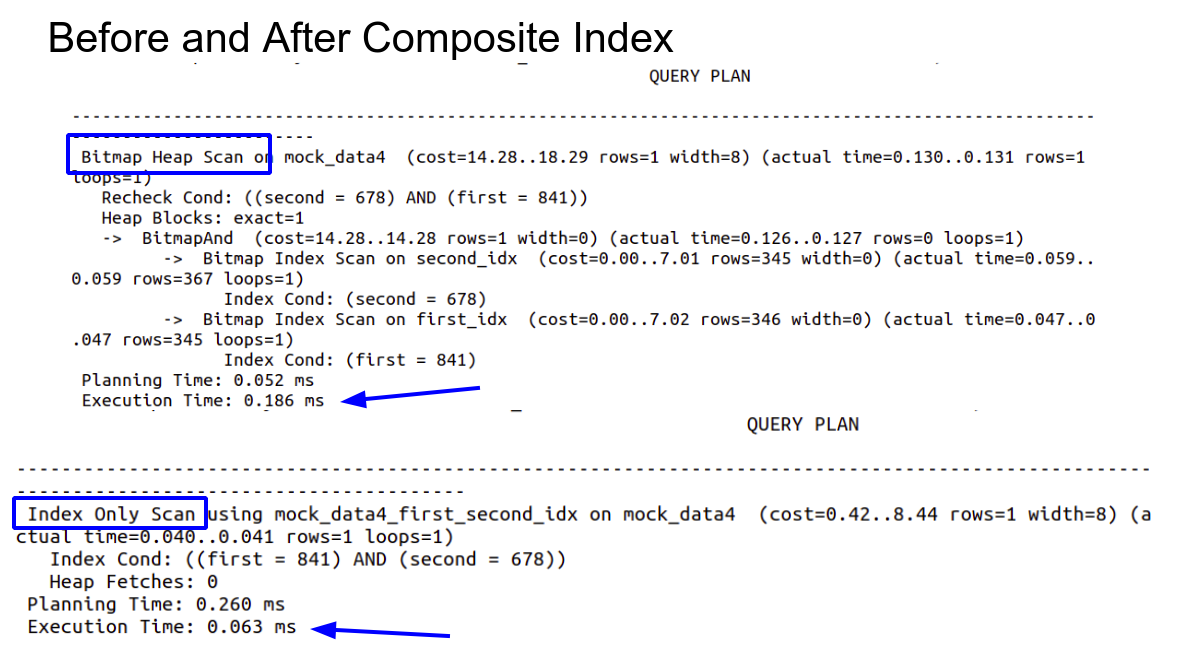 Before and After Composite Index
QUERY PLAN
-----------------------------------------------------------------------------------------------------
------------------------
Bitmap Heap Scan on mock_data4  (cost=14.28..18.29 rows=1 width=8) (actual time=0.130..0.131 rows=1
loops=1)
Recheck Cond: ((second = 678) AND (first = 841))
Heap Blocks: exact=1
->  BitmapAnd  (cost=14.28..14.28 rows=1 width=0) (actual time=0.126..0.127 rows=0 loops=1)
->  Bitmap Index Scan on second_idx  (cost=0.00..7.01 rows=345 width=0) (actual time=0.059..
0.059 rows=367 loops=1)
Index Cond: (second = 678)
->  Bitmap Index Scan on first_idx  (cost=0.00..7.02 rows=346 width=0) (actual time=0.047..0
.047 rows=345 loops=1)
Index Cond: (first = 841)
Planning Time: 0.052 ms
Execution Time: 0.186 ms
QUERY PLAN
-----------------------------------------------------------------------------------------------------
----------------------------------------
Index Only Scan using mock_data4_first_second_idx on mock_data4  (cost=0.42..8.44 rows=1 width=8) (a
ctual time=0.040..0.041 rows=1 loops=1)
Index Cond: ((first = 841) AND (second = 678))
Heap Fetches: 0
Planning Time: 0.260 ms
Execution Time: 0.063 ms